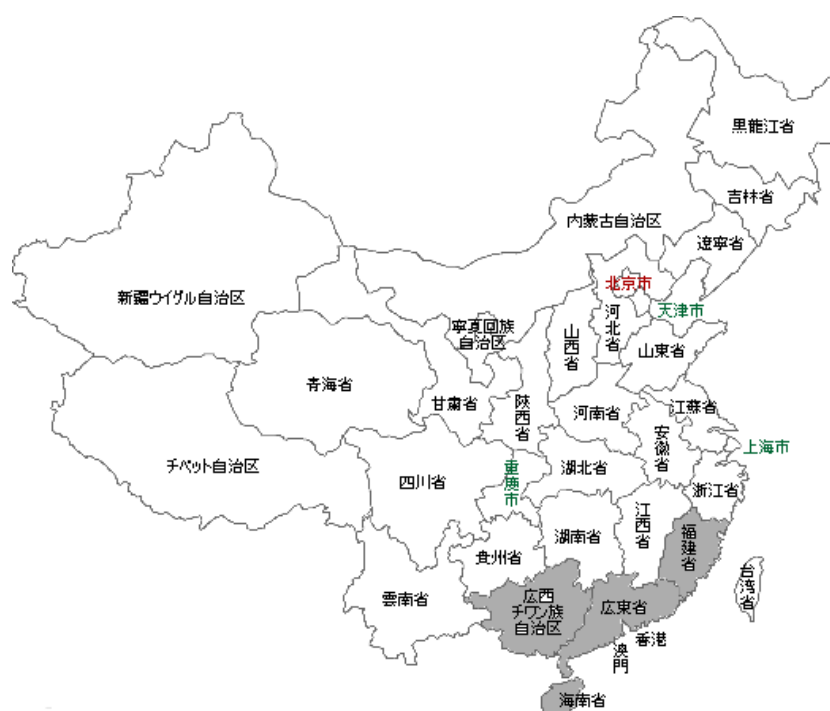 黒龍江省
吉林省
内蒙古自治区
遼寧省
北京市
新疆ウイグル自治区
天津市
寧夏回族
自治区
河北省
山西省
山東省
青海省
甘粛省
陝西省
河南省
江蘇省
安徽省
上海市
チベット自治区
四川省
重慶市
湖北省
浙江省
江西省
湖南省
福建省
貴州省
台湾省
雲南省
広西
チワン族
自治区
広東省
香港
澳門
海南省